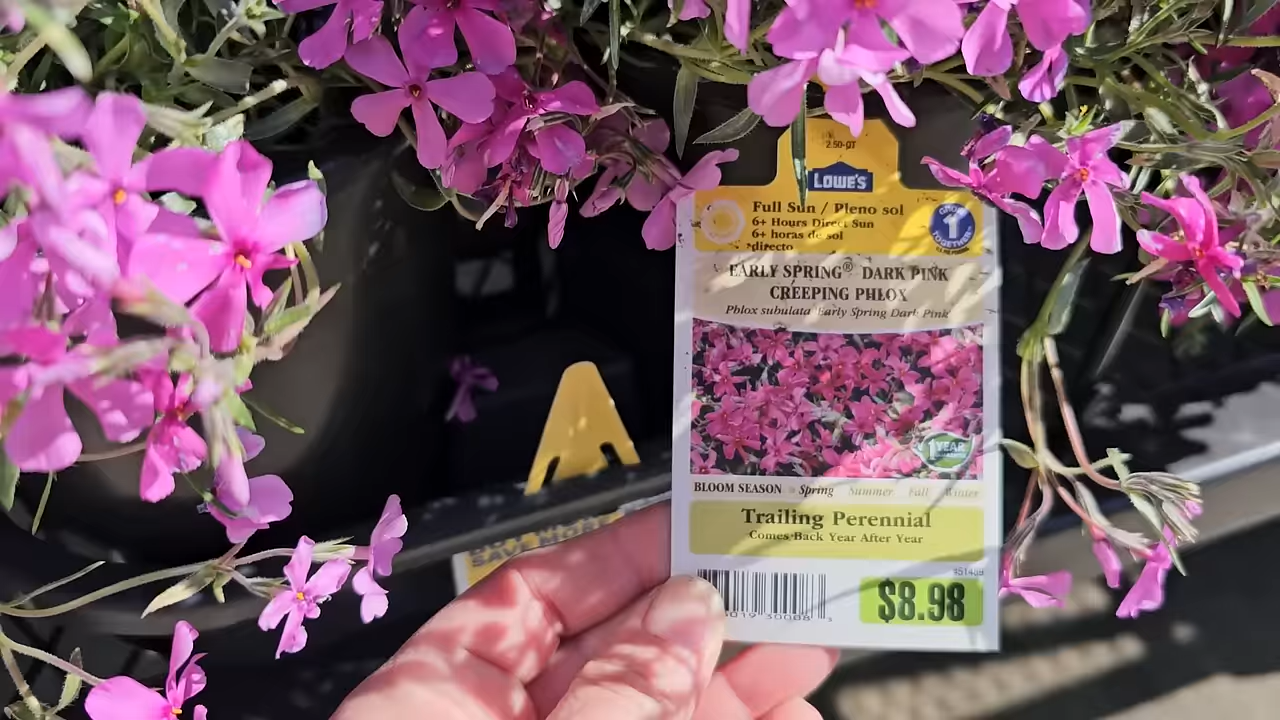 2.50-QT
LOWE'S
Full Sun / Pleno sol
6+ Hours Direct Sun
6+ horas de sol
directo
GROW
1
TOGETHER
EARLY SPRING® DARK PINK
CREEPING PHLOX
Phlox subulata Early Spring Dark Pink
1 YEAR
BLOOM SEASON Spring Summer Fall Winter
Trailing Perennial
Comes Back Year After Year
$8.98